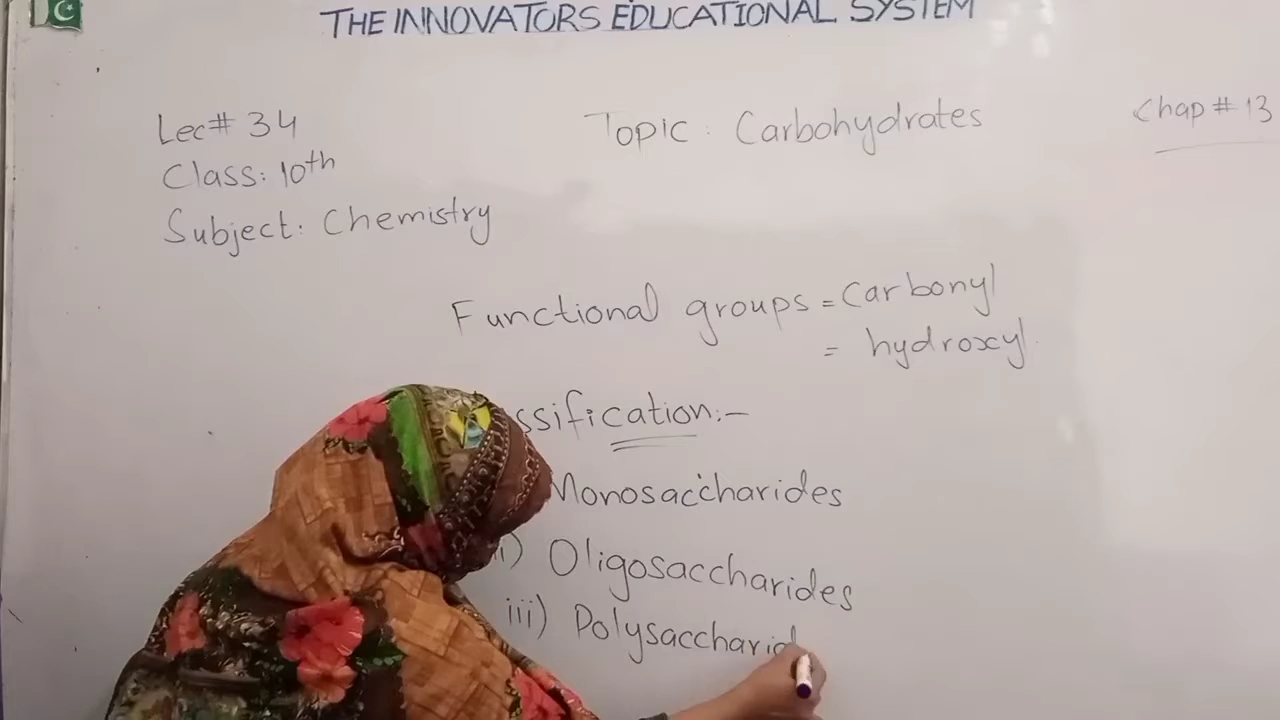 THE INNOVATORS EDUCATIONAL SYSTEM
Lec# 34
Topic: Carbohydrates
Chap # 13
Class: 10th
Subject: Chemistry
Functional groups = Carbonyl
= hydroxyl
ssification:-
Monosaccharides
ii) Oligosaccharides
iii) Polysaccharid